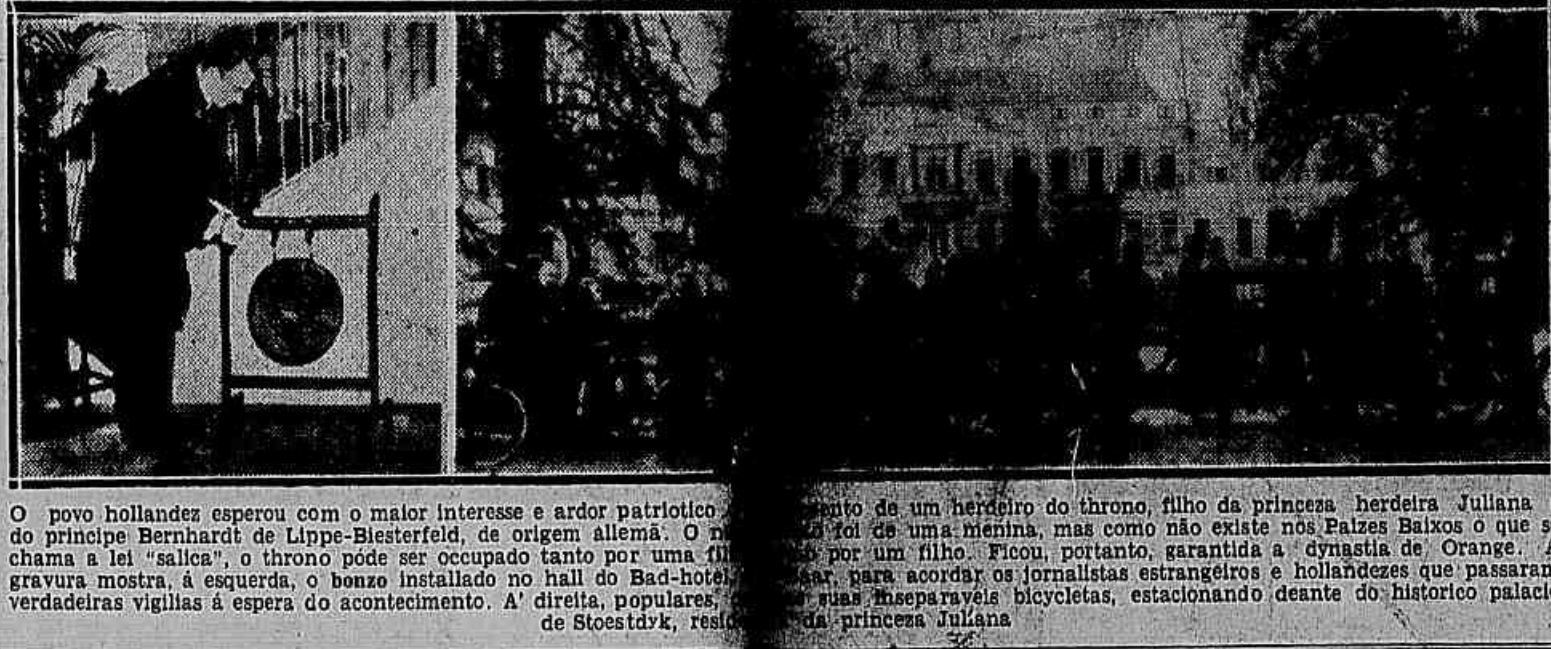 O povo hollandez esperou com o maior interesse e ardor patriotico de um herdeiro do throno, filho da princeza herdeira Juliana
do principe Bernhardt de Lippe-Biesterfeld, de origem allemã. O foi de uma menina, mas como não existe nos Paizes Baixos o que
chama a lei "salica", o throno póde ser occupado tanto por uma por um filho. Ficou, portanto, garantida a dynastia de Orange.
gravura mostra, á esquerda, o bonzo installado no hall do Bad-hotel, para acordar os jornalistas estrangeiros e hollandezes que passaram
verdadeiras vigilias á espera do acontecimento. A' direita, populares, suas inseparaveis bicycletas, estacionando deante do historico palacio
de Stoestdyk, da princeza Juliana